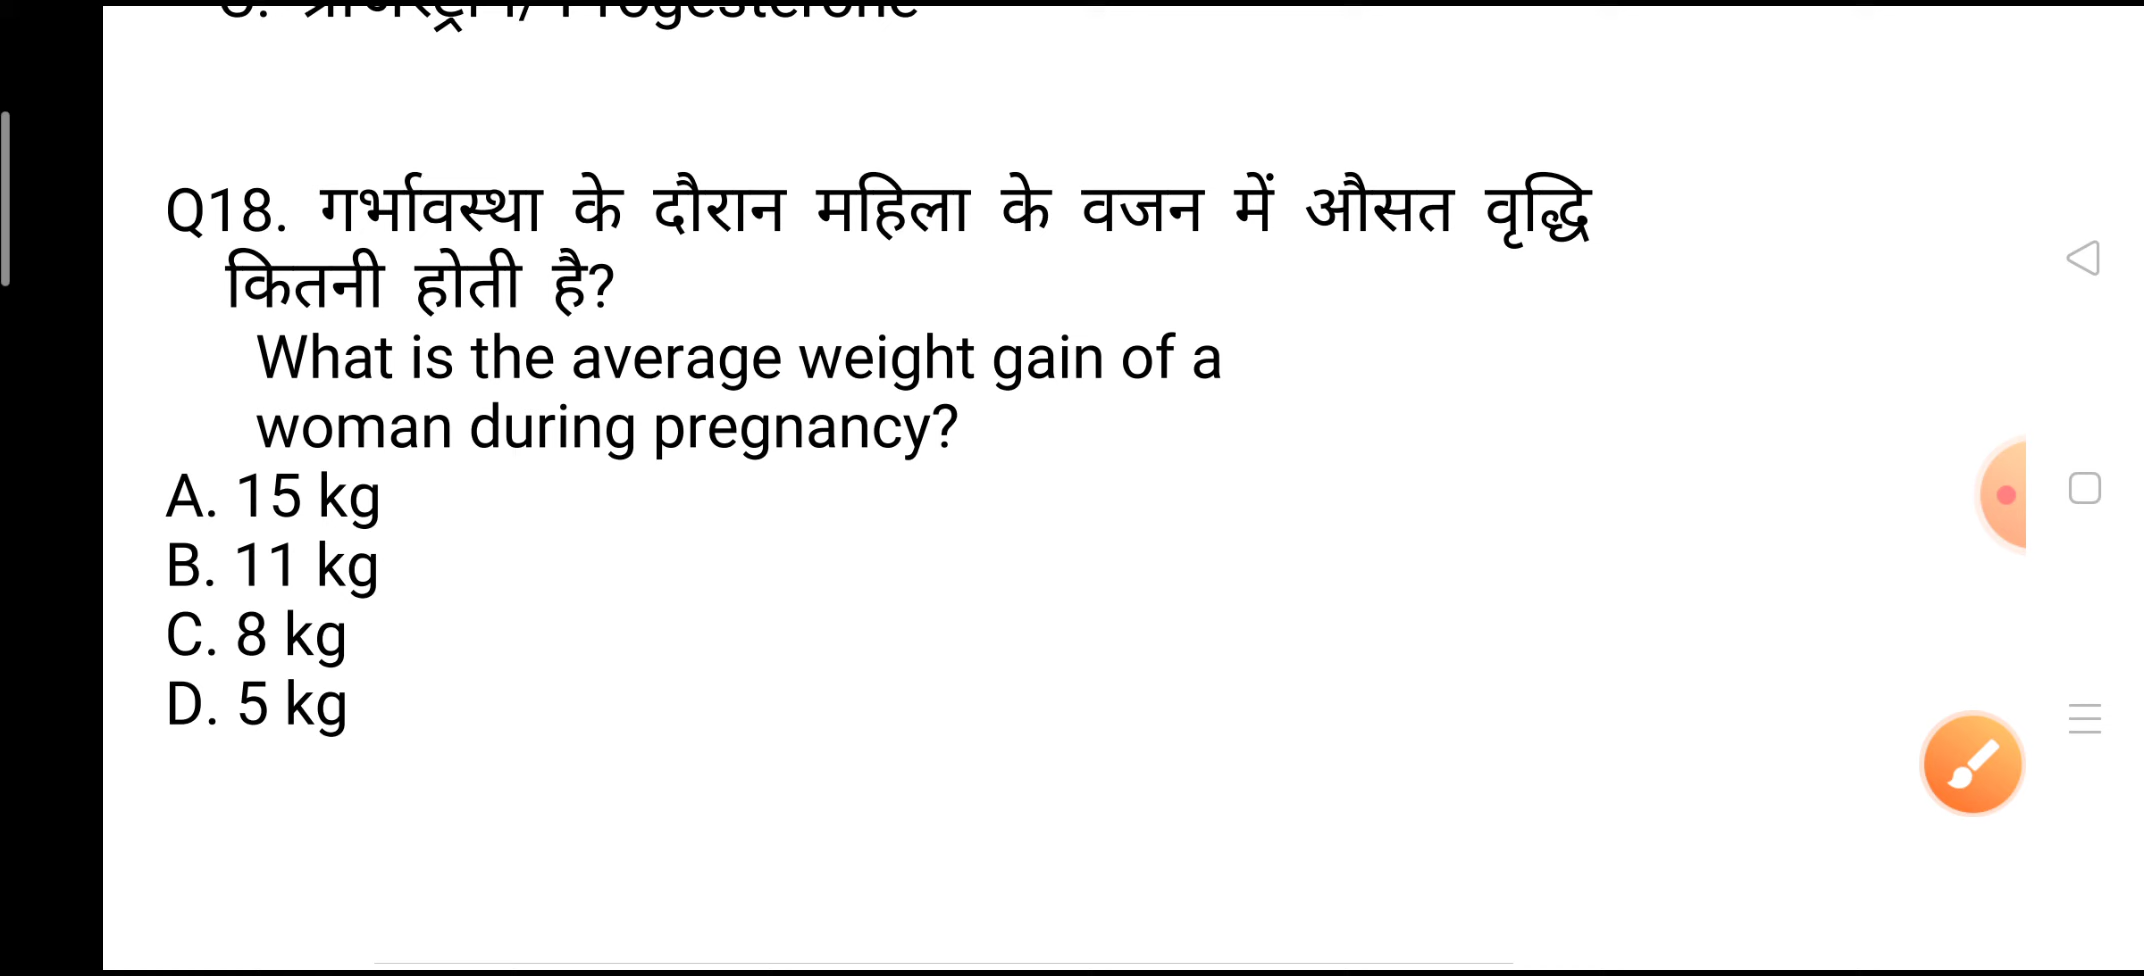 Q18. गर्भावस्था के दौरान महिला के वजन में औसत वृद्धि
कितनी होती है?
What is the average weight gain of a
woman during pregnancy?
A. 15 kg
B. 11 kg
C. 8 kg
D. 5 kg